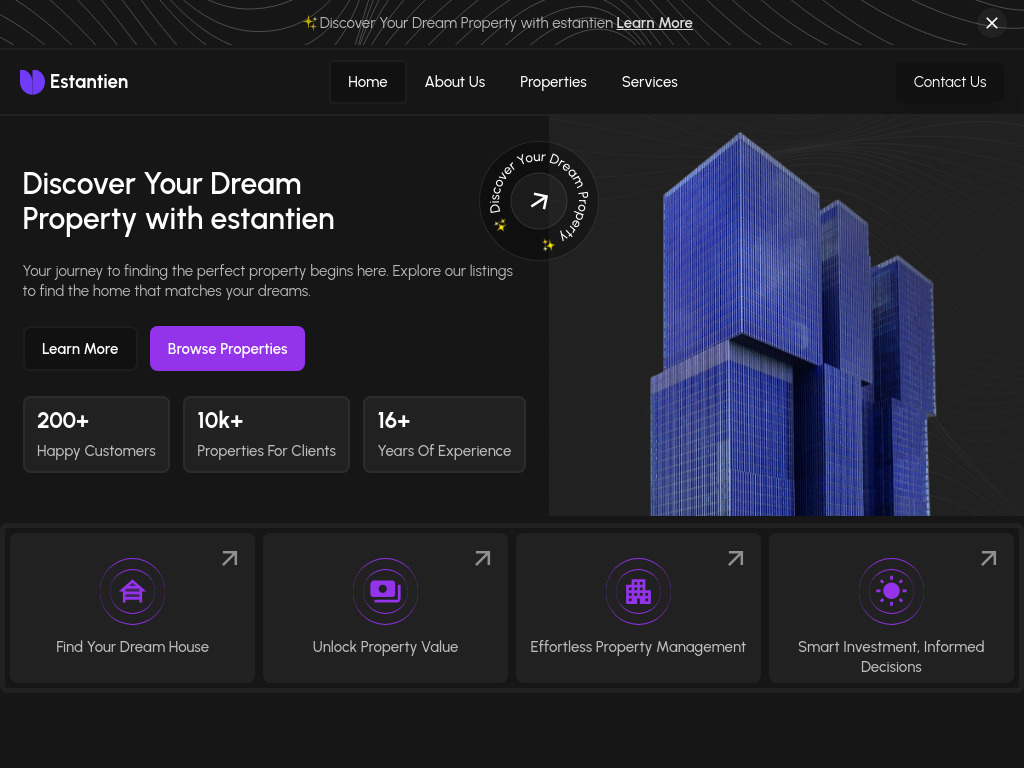 ✨Discover Your Dream Property with estantien Learn More
Estantien
Home
About Us
Properties
Services
Contact Us
Discover Your Dream
Property with estantien
Discover Your Dream Property
Your journey to finding the perfect property begins here. Explore our listings
to find the home that matches your dreams.
Learn More
Browse Properties
200+
Happy Customers
10k+
Properties For Clients
16+
Years Of Experience
Find Your Dream House
Unlock Property Value
Effortless Property Management
Smart Investment, Informed
Decisions